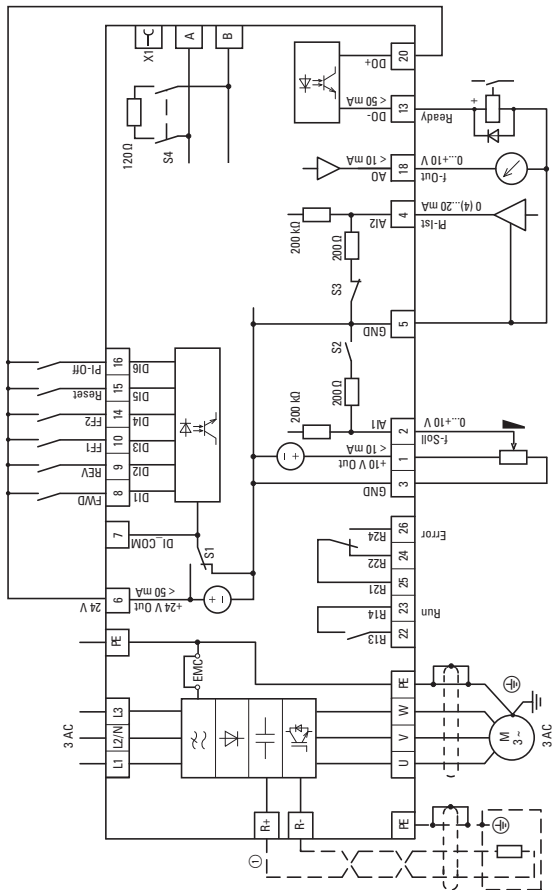 X1
A
B
120 Ω
S4
20
DO+
13
DO-
< 50 mA
Ready
+
18
AO
< 10 mA
f-Out
0...+10 V
4
AI2
PI-Ist
0 (4)...20 mA
200 kΩ
200 Ω
S3
5
GND
S2
200 Ω
200 kΩ
2
AI1
f-Soll
0...+10 V
1
+10 V Out
< 10 mA
3
GND
16
DI6
PI-Off
15
DI5
Reset
14
DI4
FF2
10
DI3
FF1
9
DI2
REV
8
DI1
FWD
7
DI_COM
S1
6
24 V
+24 V Out
< 50 mA
+ -
+ -
26
R24
Error
24
R22
25
R21
23
R14
Run
22
R13
PE
EMC
3 AC
L3
L2/N
L1
PE
W
V
U
M
3 ~
3 AC
R+
R-
PE
①